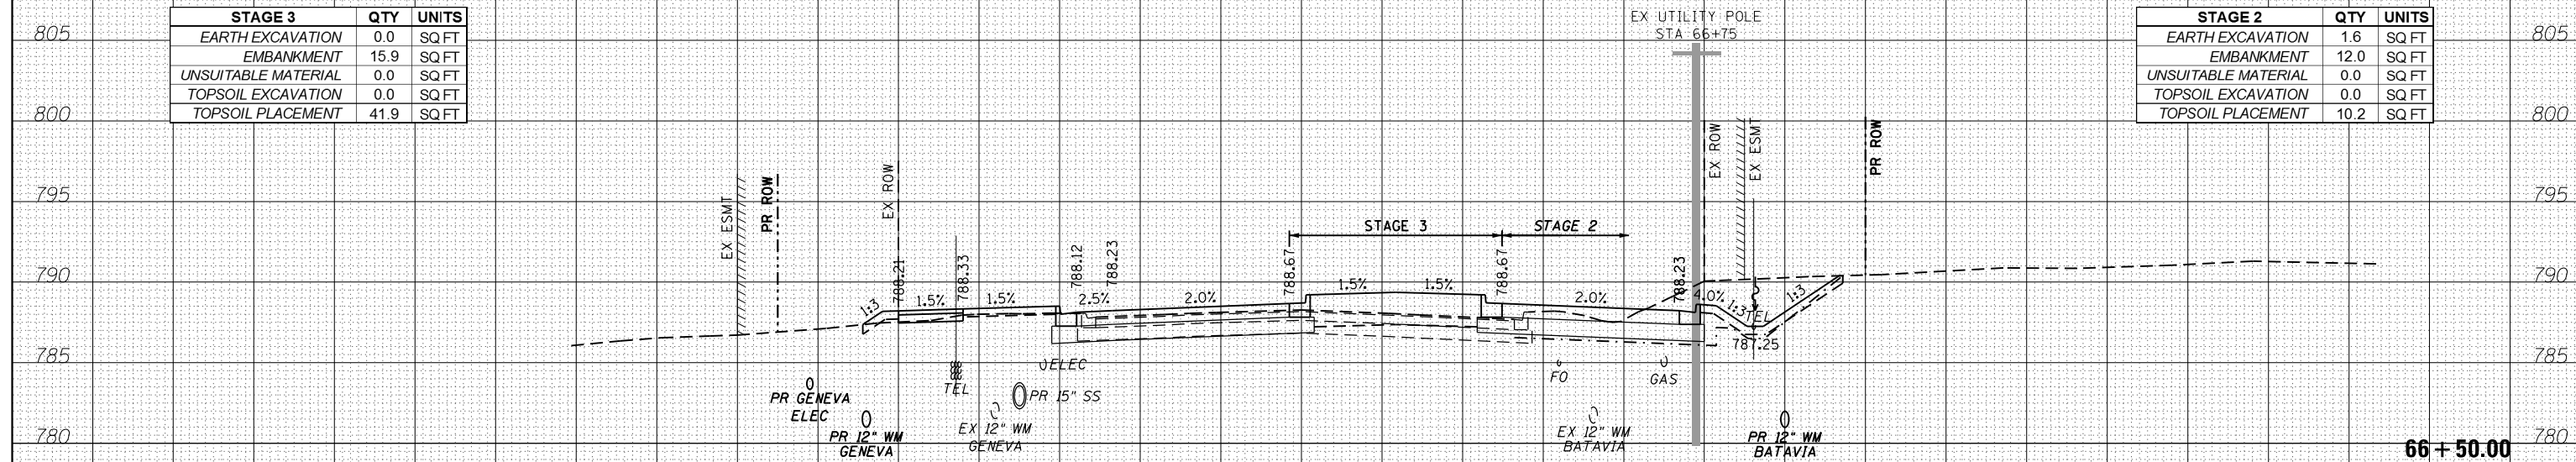 STAGE 3 QTY UNITS
EARTH EXCAVATION 0.0 SQ FT
EMBANKMENT 15.9 SQ FT
UNSUITABLE MATERIAL 0.0 SQ FT
TOPSOIL EXCAVATION 0.0 SQ FT
TOPSOIL PLACEMENT 41.9 SQ FT
EX UTILITY POLE
STA 66+75
STAGE 2 QTY UNITS
EARTH EXCAVATION 1.6 SQ FT
EMBANKMENT 12.0 SQ FT
UNSUITABLE MATERIAL 0.0 SQ FT
TOPSOIL EXCAVATION 0.0 SQ FT
TOPSOIL PLACEMENT 10.2 SQ FT
805 805
800 800
795 795
790 790
785 785
780 780
EX ESMT
PR ROW
EX ROW
EX ROW
EX ESMT
PR ROW
STAGE 3
STAGE 2
788.21
788.33
788.12
788.23
788.67
788.67
788.23
1:3
1.5%
1.5%
2.5%
2.0%
1.5%
1.5%
2.0%
4.0%
1:3
1:3
TEL
787.25
TEL
ELEC
FO
GAS
PR GENEVA
ELEC
PR 15" SS
PR 12" WM
GENEVA
EX 12" WM
GENEVA
EX 12" WM
BATAVIA
PR 12" WM
BATAVIA
66+50.00